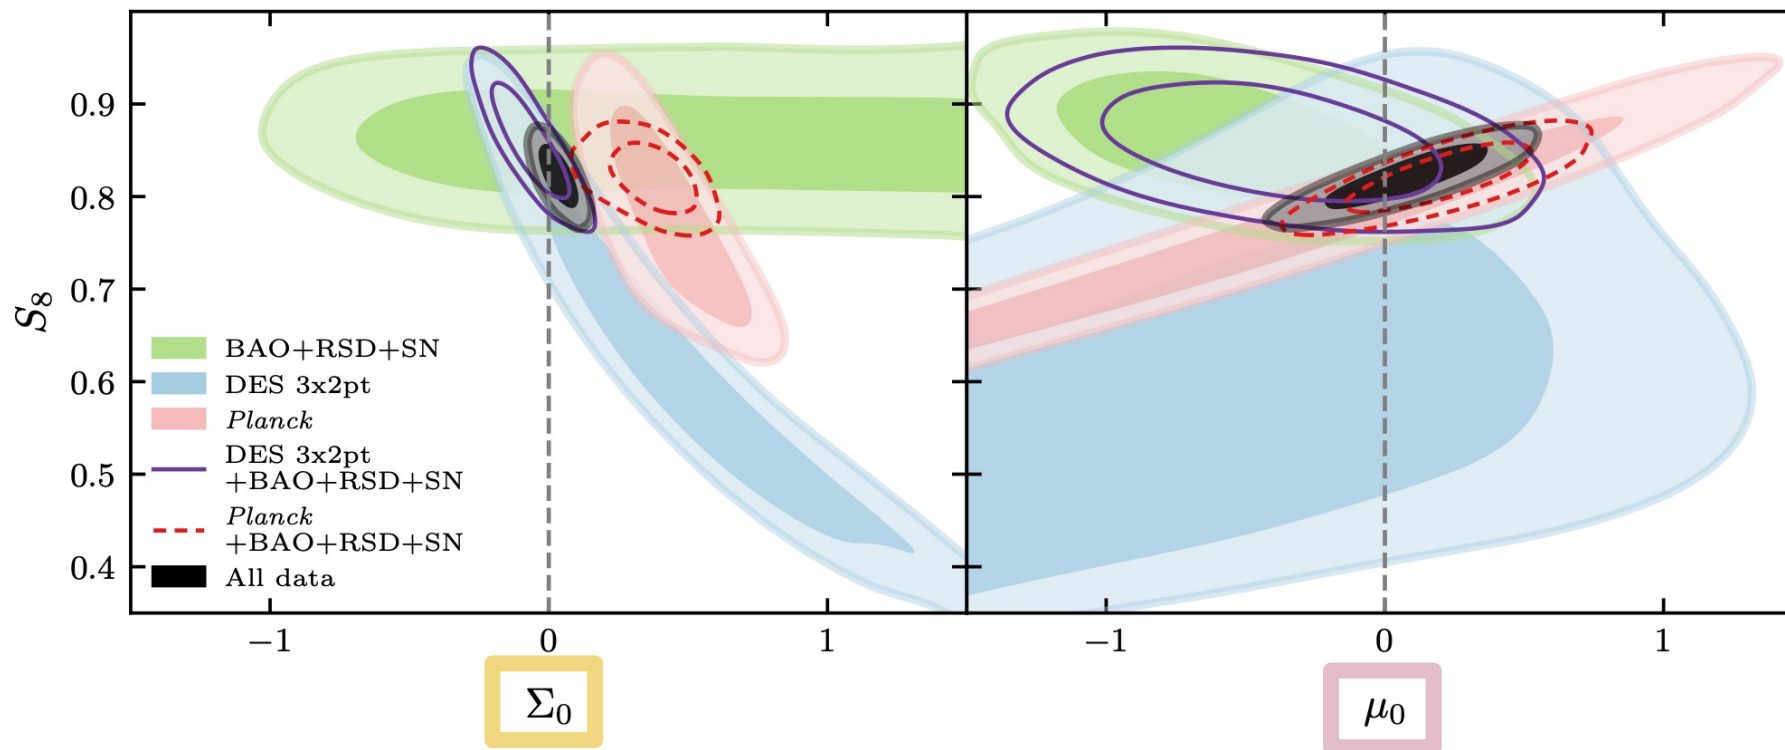 S₈
0.9
0.8
0.7
0.6
0.5
0.4
BAO+RSD+SN
DES 3x2pt
Planck
DES 3x2pt
+BAO+RSD+SN
Planck
+BAO+RSD+SN
All data
−1 0 1 −1 0 1
Σ₀ μ₀